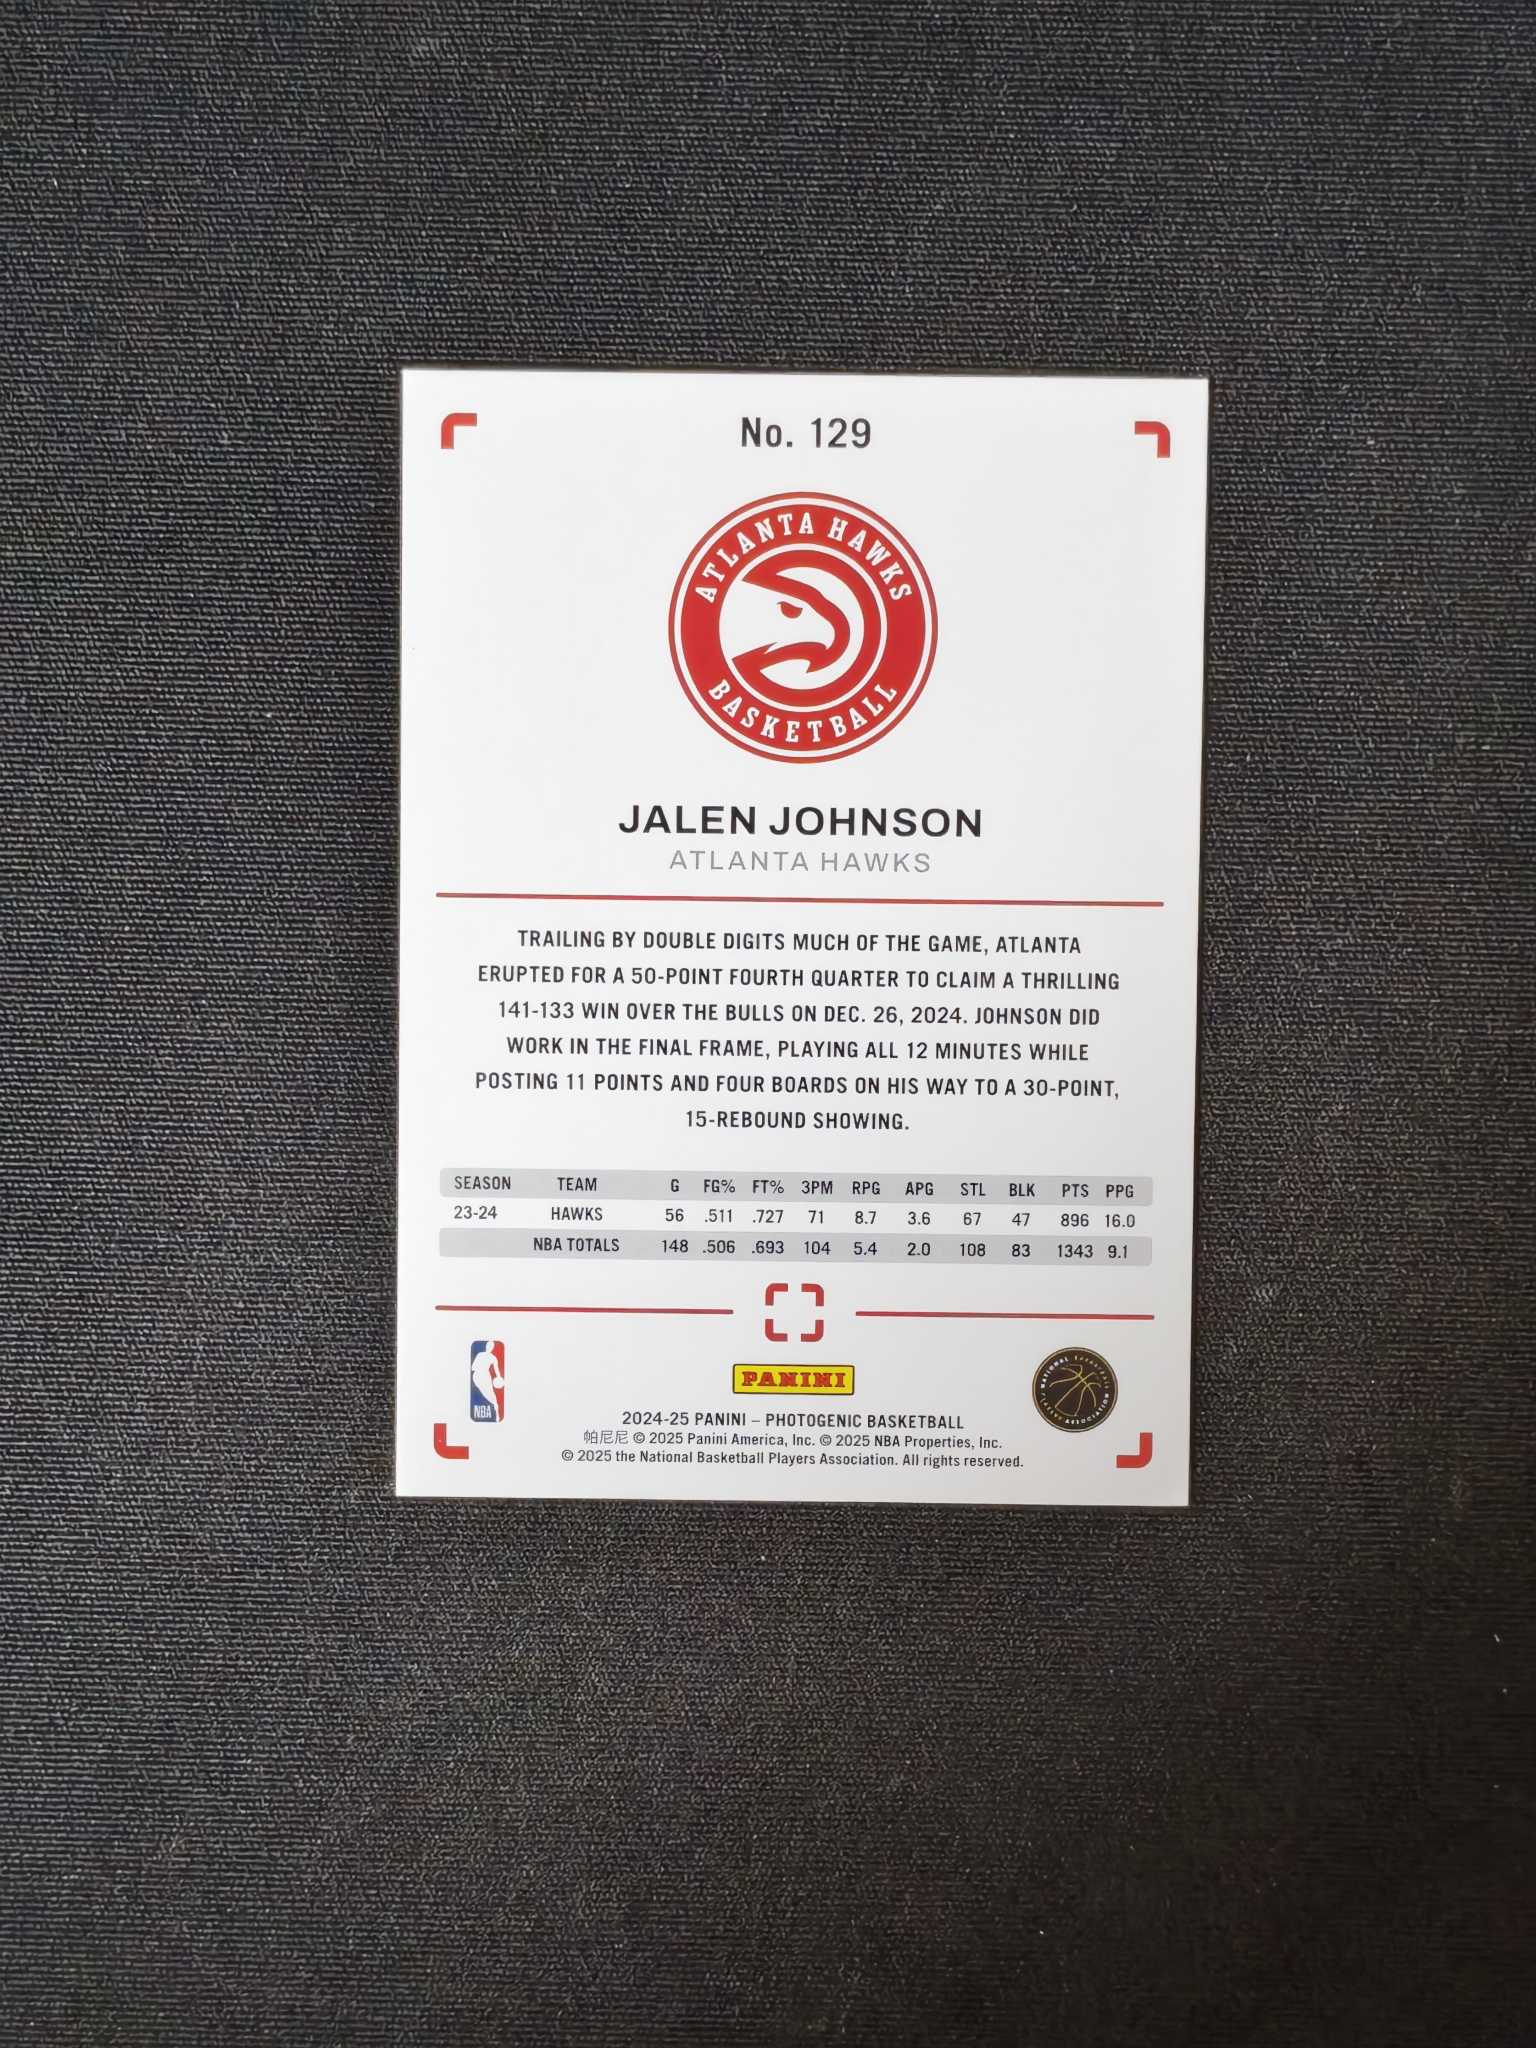 No. 129
ATLANTA HAWKS
BASKETBALL
JALEN JOHNSON
ATLANTA HAWKS
TRAILING BY DOUBLE DIGITS MUCH OF THE GAME, ATLANTA
ERUPTED FOR A 50-POINT FOURTH QUARTER TO CLAIM A THRILLING
141-133 WIN OVER THE BULLS ON DEC. 26, 2024. JOHNSON DID
WORK IN THE FINAL FRAME, PLAYING ALL 12 MINUTES WHILE
POSTING 11 POINTS AND FOUR BOARDS ON HIS WAY TO A 30-POINT,
15-REBOUND SHOWING.
SEASON TEAM G FG% FT% 3PM RPG APG STL BLK PTS PPG
23-24 HAWKS 56 .511 .727 71 8.7 3.6 67 47 896 16.0
NBA TOTALS 148 .506 .693 104 5.4 2.0 108 83 1343 9.1
NBA
PANINI
NATIONAL BASKETBALL PLAYERS ASSOCIATION
2024-25 PANINI – PHOTOGENIC BASKETBALL
帕尼尼 © 2025 Panini America, Inc. © 2025 NBA Properties, Inc.
© 2025 the National Basketball Players Association. All rights reserved.